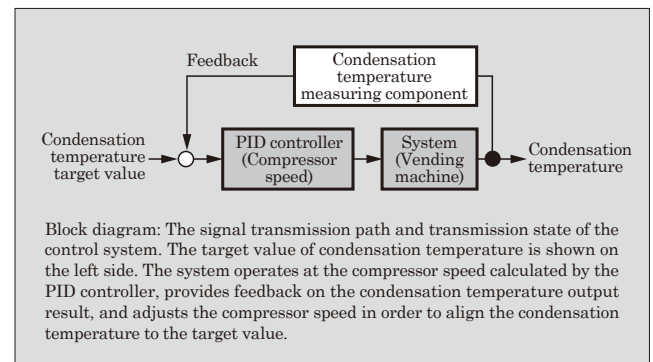 Feedback
Condensation
temperature
measuring component
Condensation
temperature
target value
PID controller
(Compressor
speed)
System
(Vending
machine)
Condensation
temperature
Block diagram: The signal transmission path and transmission state of the
control system. The target value of condensation temperature is shown on
the left side. The system operates at the compressor speed calculated by the
PID controller, provides feedback on the condensation temperature output
result, and adjusts the compressor speed in order to align the condensation
temperature to the target value.